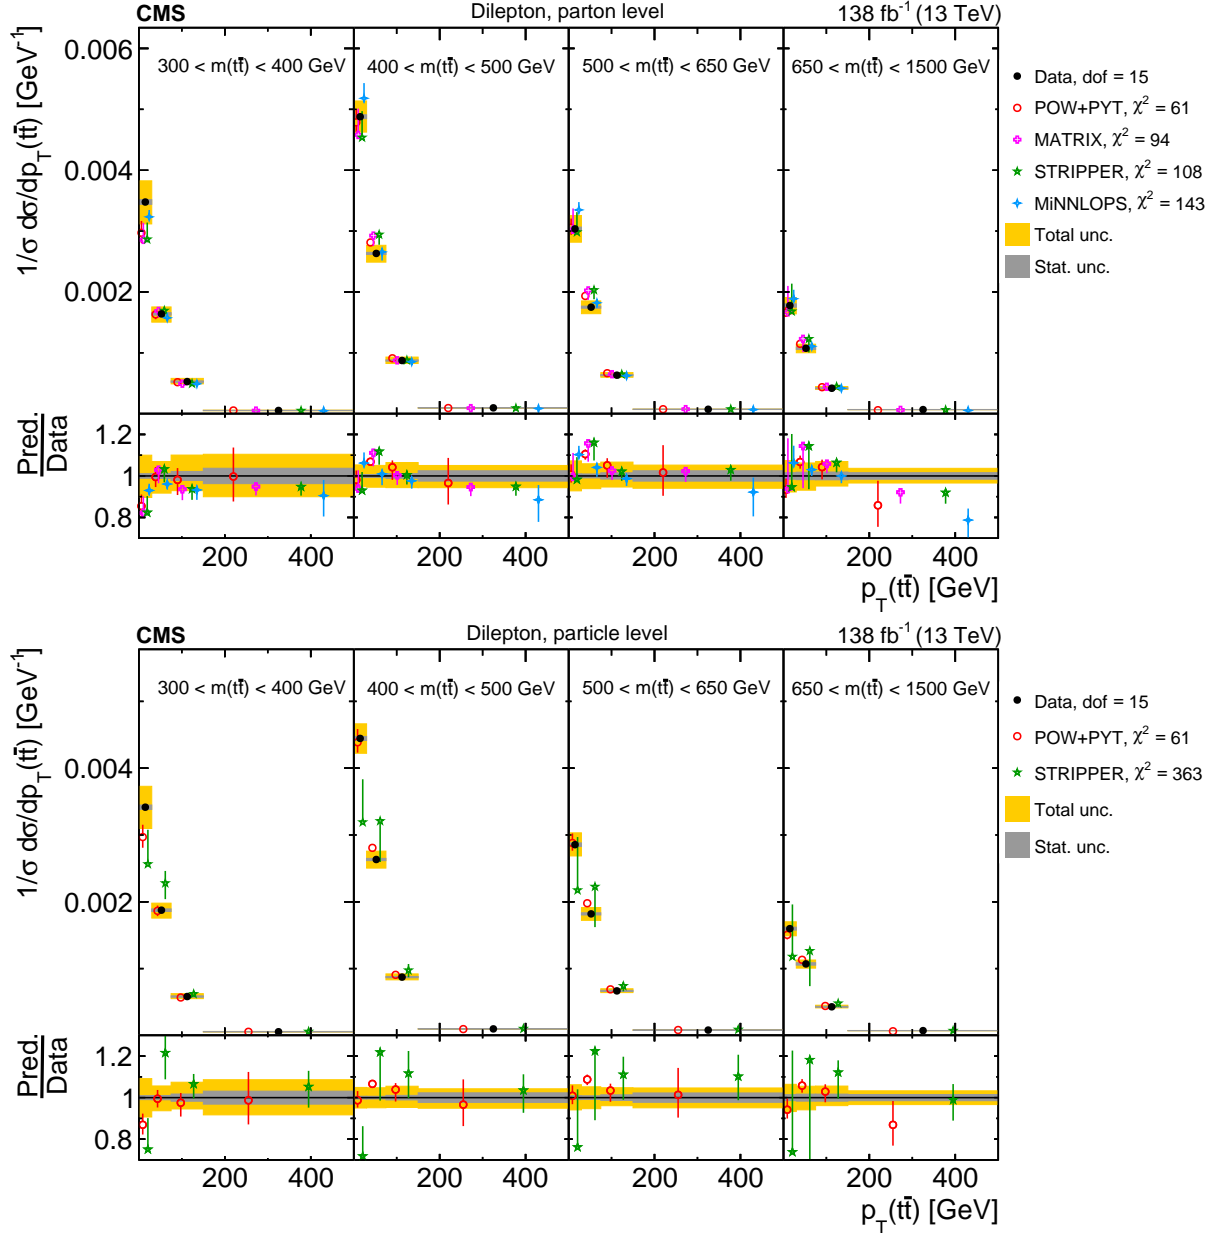 CMS Dilepton, parton level 138 fb⁻¹ (13 TeV)
1/σ dσ/dp_T(tt̄) [GeV⁻¹]
0.006
0.004
0.002
300 < m(tt̄) < 400 GeV
400 < m(tt̄) < 500 GeV
500 < m(tt̄) < 650 GeV
650 < m(tt̄) < 1500 GeV
Data, dof = 15
POW+PYT, χ² = 61
MATRIX, χ² = 94
STRIPPER, χ² = 108
MiNNLOPS, χ² = 143
Total unc.
Stat. unc.
Pred.
Data
1.2
1
0.8
200 400 200 400 200 400 200 400
p_T(tt̄) [GeV]
CMS Dilepton, particle level 138 fb⁻¹ (13 TeV)
1/σ dσ/dp_T(tt̄) [GeV⁻¹]
0.004
0.002
300 < m(tt̄) < 400 GeV
400 < m(tt̄) < 500 GeV
500 < m(tt̄) < 650 GeV
650 < m(tt̄) < 1500 GeV
Data, dof = 15
POW+PYT, χ² = 61
STRIPPER, χ² = 363
Total unc.
Stat. unc.
Pred.
Data
1.2
1
0.8
200 400 200 400 200 400 200 400
p_T(tt̄) [GeV]